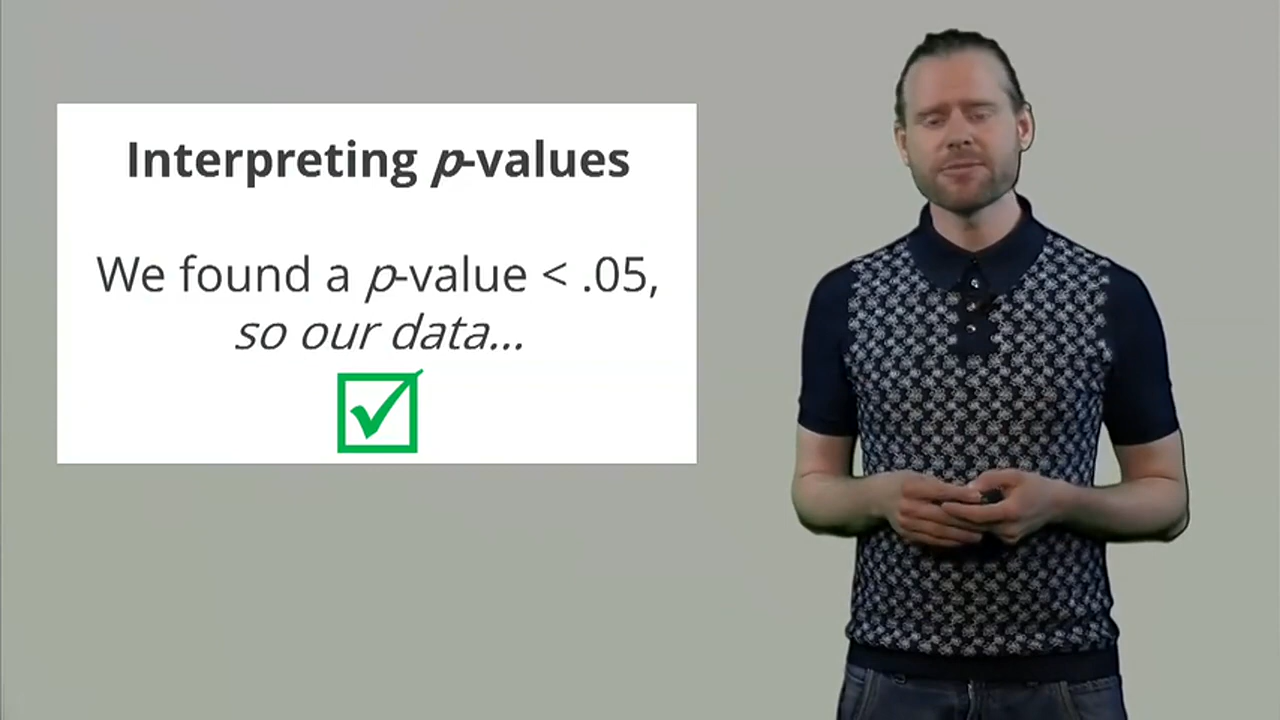 Interpreting p-values
We found a p-value < .05,
so our data...